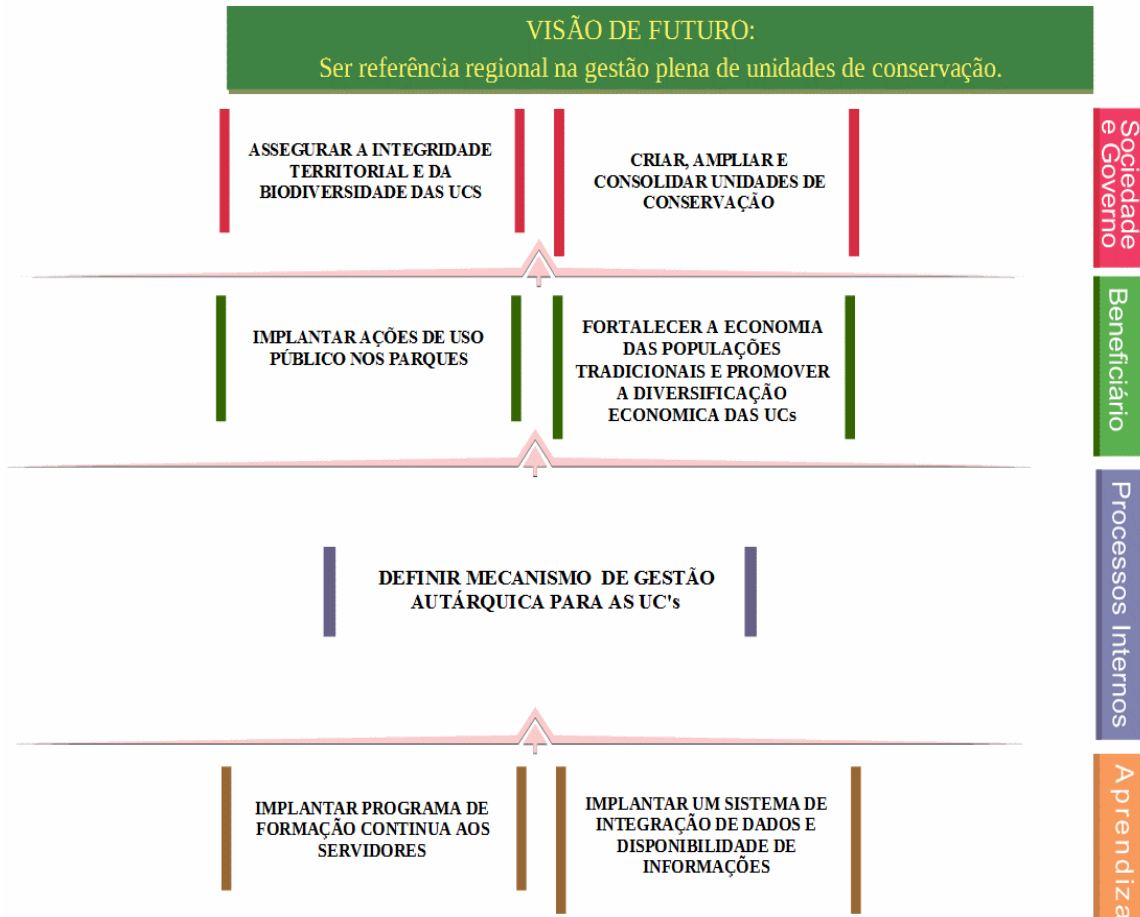 VISÃO DE FUTURO:
Ser referência regional na gestão plena de unidades de conservação.
ASSEGURAR A INTEGRIDADE
TERRITORIAL E DA
BIODIVERSIDADE DAS UCS
CRIAR, AMPLIAR E
CONSOLIDAR UNIDADES DE
CONSERVAÇÃO
Sociedade
e Governo
IMPLANTAR AÇÕES DE USO
PÚBLICO NOS PARQUES
FORTALECER A ECONOMIA
DAS POPULAÇÕES
TRADICIONAIS E PROMOVER
A DIVERSIFICAÇÃO
ECONOMICA DAS UCs
Beneficiário
DEFINIR MECANISMO DE GESTÃO
AUTÁRQUICA PARA AS UC's
Processos Internos
IMPLANTAR PROGRAMA DE
FORMAÇÃO CONTINUA AOS
SERVIDORES
IMPLANTAR UM SISTEMA DE
INTEGRAÇÃO DE DADOS E
DISPONIBILIDADE DE
INFORMAÇÕES
Aprendiza